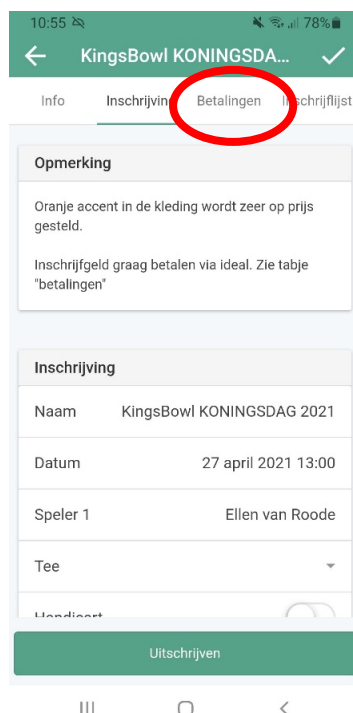 10:55 78%
KingsBowl KONINGSDA...
Info Inschrijving Betalingen Inschrijflijst
Opmerking
Oranje accent in de kleding wordt zeer op prijs
gesteld.
Inschrijfgeld graag betalen via ideal. Zie tabje
"betalingen"
Inschrijving
Naam KingsBowl KONINGSDAG 2021
Datum 27 april 2021 13:00
Speler 1 Ellen van Roode
Tee
Handicart
Uitschrijven